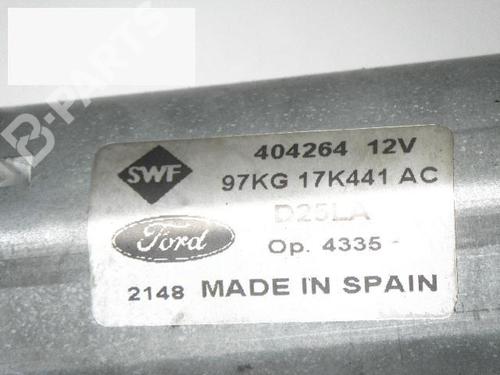 B-PARTS
SWF
404264 12V
97KG 17K441 AC
D25LA
Ford
Op. 4335 -
2148 MADE IN SPAIN